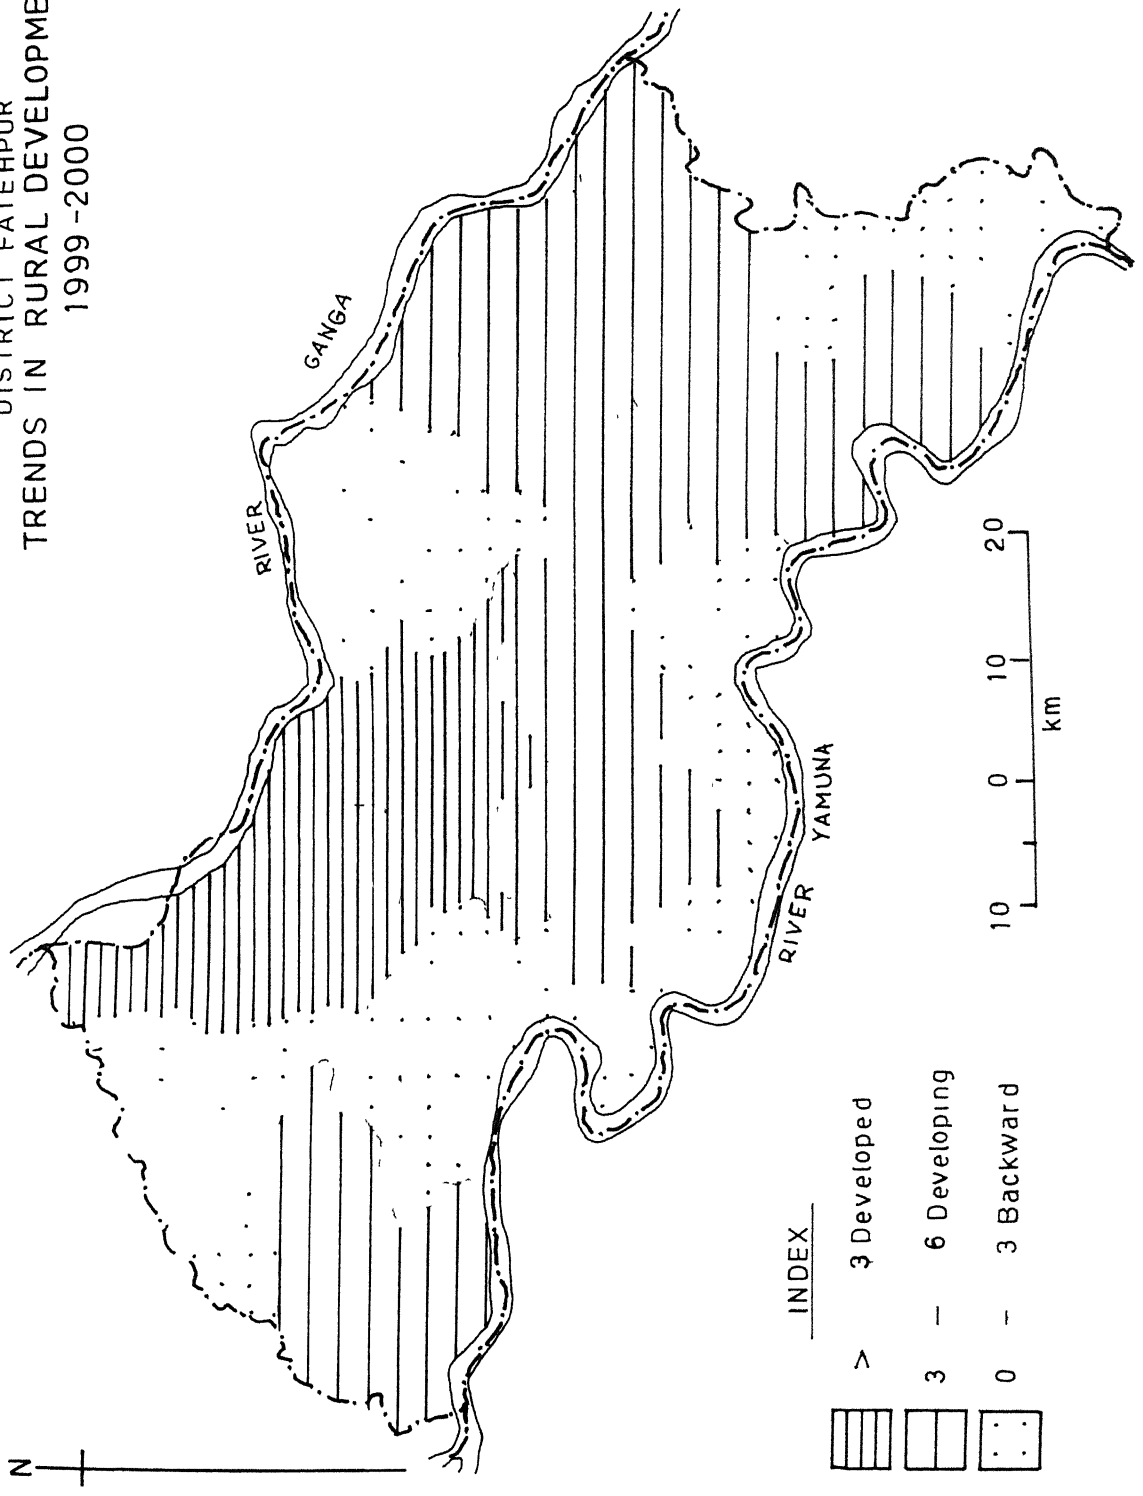 DISTRICT FATEHPUR
TRENDS IN RURAL DEVELOPME
1999-2000
N
RIVER GANGA
RIVER YAMUNA
10 0 10 20
km
INDEX
> 3 Developed
3 – 6 Developing
0 – 3 Backward